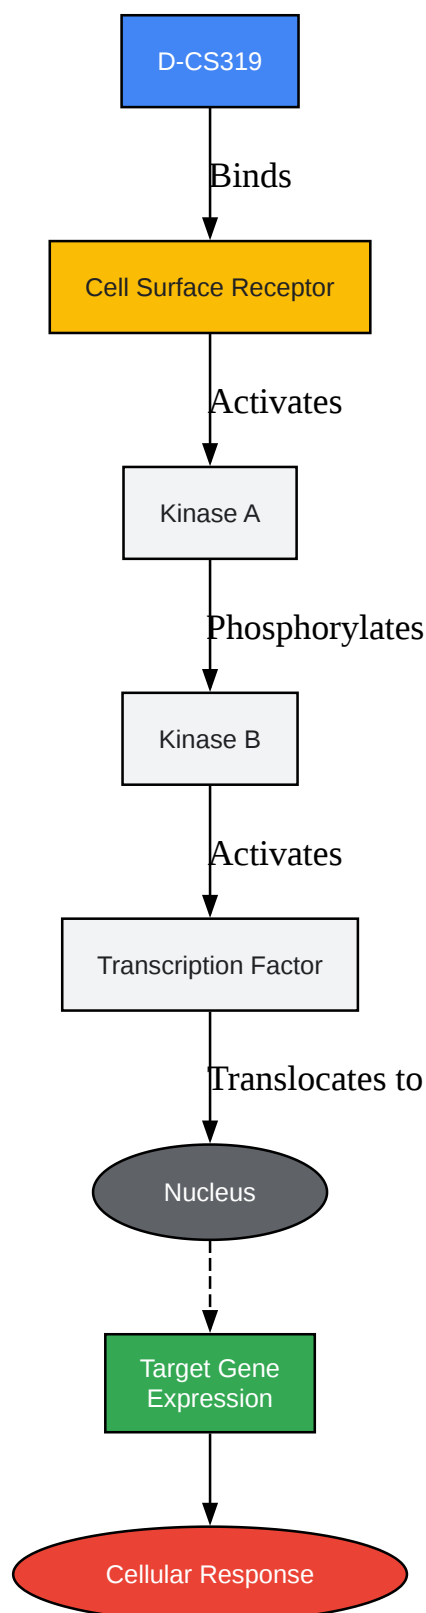 D-CS319
Binds
Cell Surface Receptor
Activates
Kinase A
Phosphorylates
Kinase B
Activates
Transcription Factor
Translocates to
Nucleus
Target Gene
Expression
Cellular Response